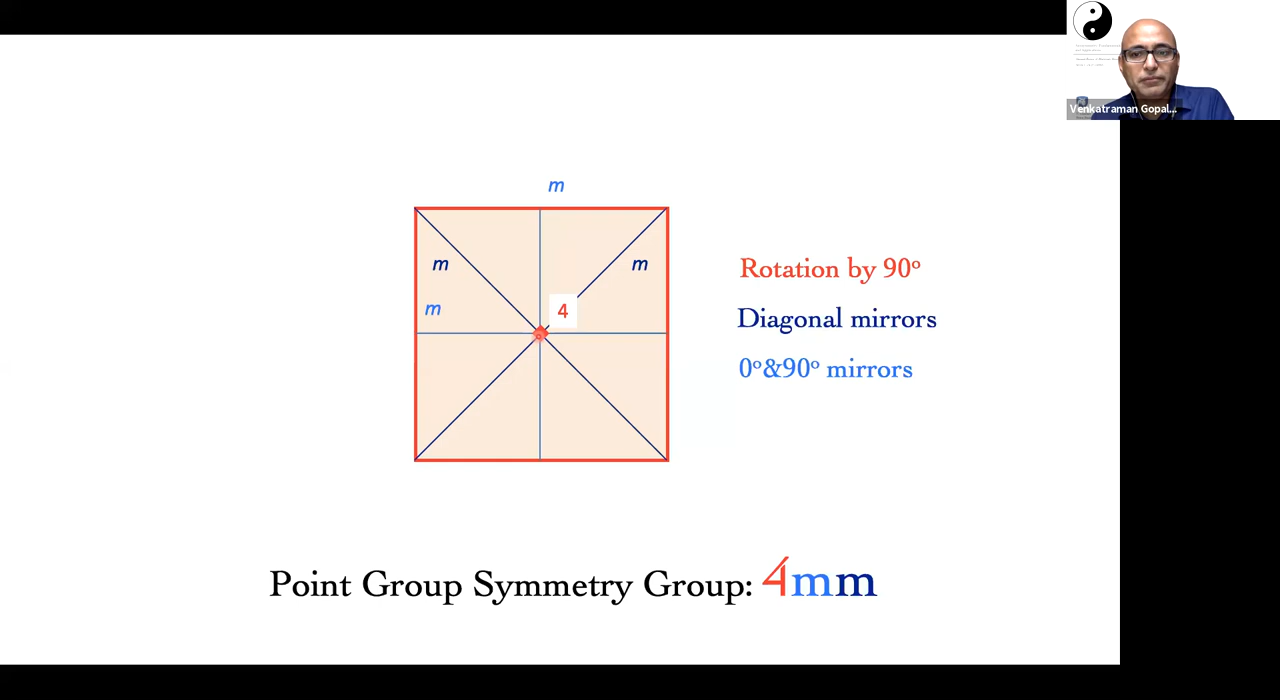 Venkatraman Gopal...
m
m
m
m
4
Rotation by 90°
Diagonal mirrors
0°&90° mirrors
Point Group Symmetry Group: 4mm